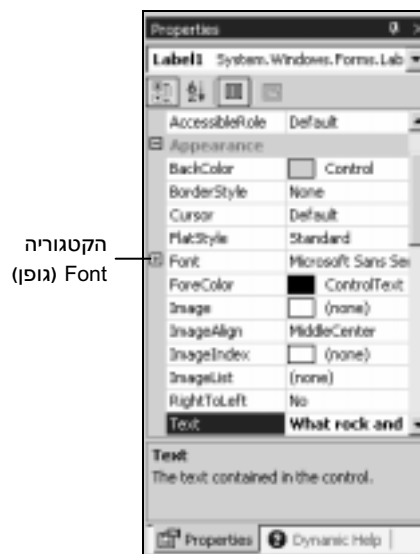 Properties
Label1 System.Windows.Forms.Lab
AccessibleRole Default
Appearance
BackColor Control
BorderStyle None
Cursor Default
FlatStyle Standard
Font Microsoft Sans Ser
ForeColor ControlText
Image (none)
ImageAlign MiddleCenter
ImageIndex (none)
ImageList (none)
RightToLeft No
Text What rock and
Text
The text contained in the control.
Properties Dynamic Help
הקטגוריה
Font (גופן)